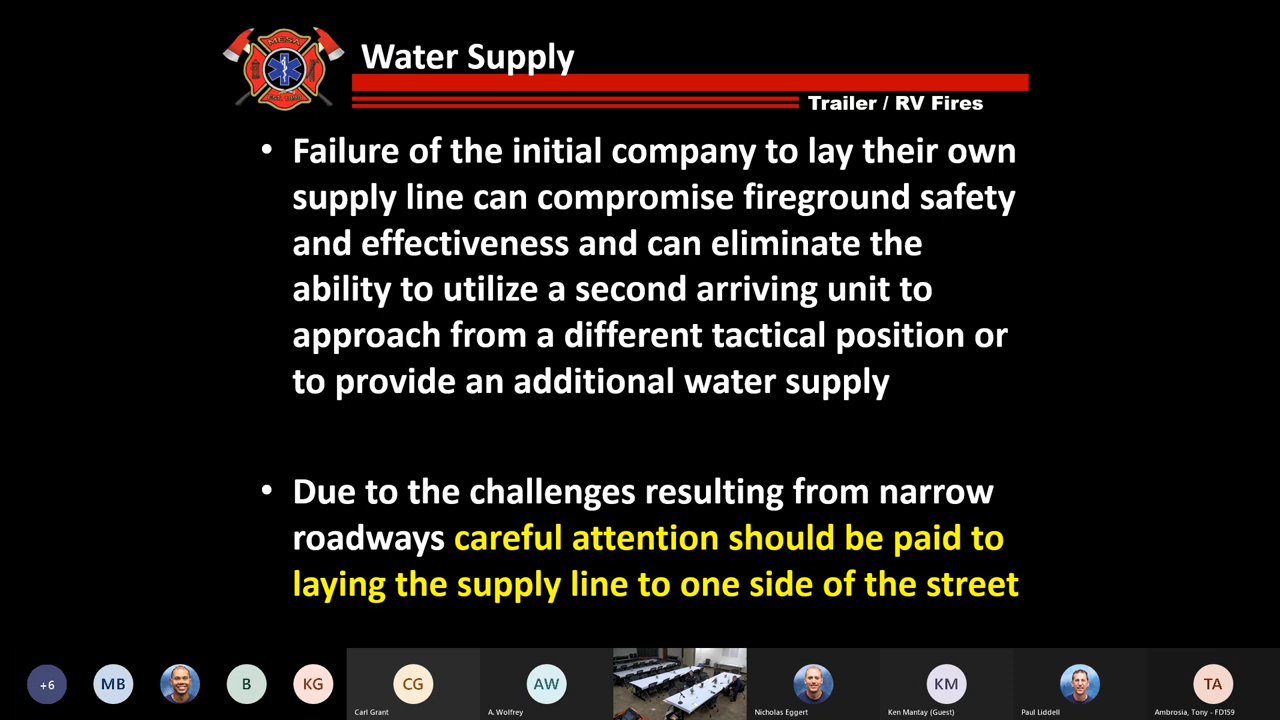 MESA
Water Supply
Trailer / RV Fires
• Failure of the initial company to lay their own
supply line can compromise fireground safety
and effectiveness and can eliminate the
ability to utilize a second arriving unit to
approach from a different tactical position or
to provide an additional water supply
• Due to the challenges resulting from narrow
roadways careful attention should be paid to
laying the supply line to one side of the street
+6
MB
B
KG
CG
AW
KM
TA
Carl Grant
A. Wolfrey
Nicholas Eggert
Ken Mantay (Guest)
Paul Liddell
Ambrosia, Tony - FD1S9